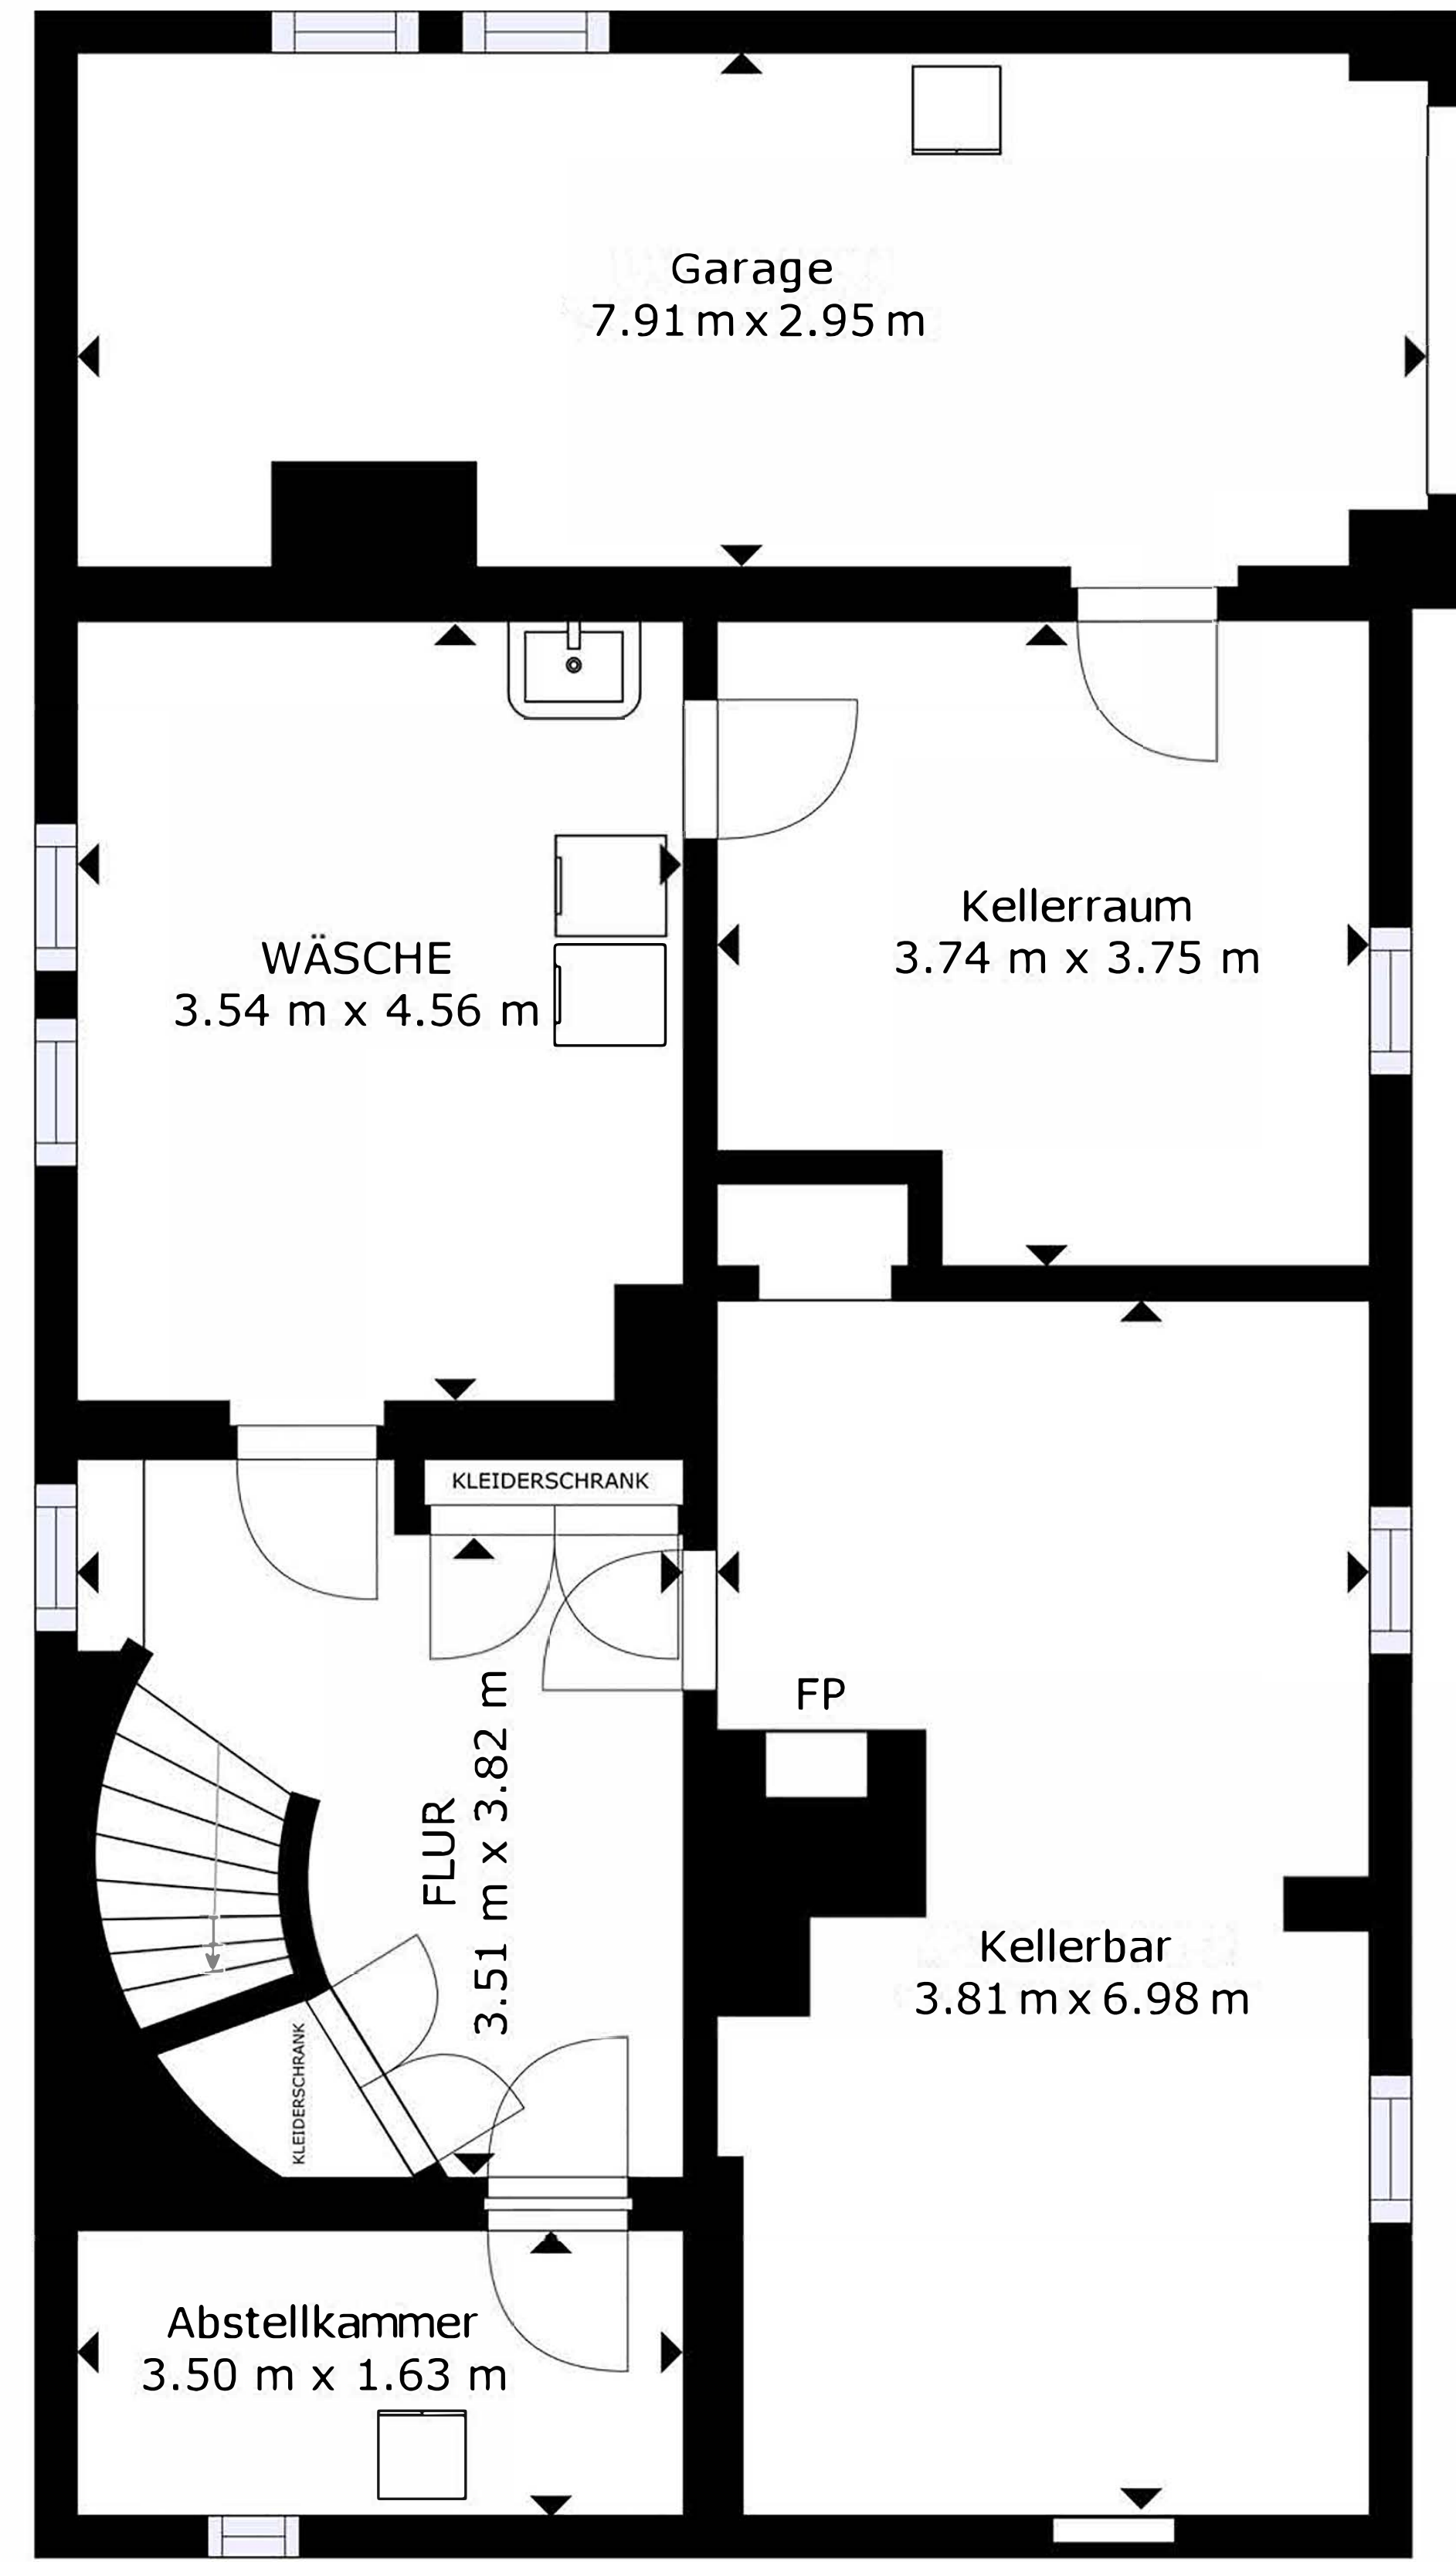 Garage
7.91 m x 2.95 m
Kellerraum
3.74 m x 3.75 m
WÄSCHE
3.54 m x 4.56 m
KLEIDERSCHRANK
FP
FLUR
3.51 m x 3.82 m
Kellerbar
3.81 m x 6.98 m
KLEIDERSCHRANK
Abstellkammer
3.50 m x 1.63 m